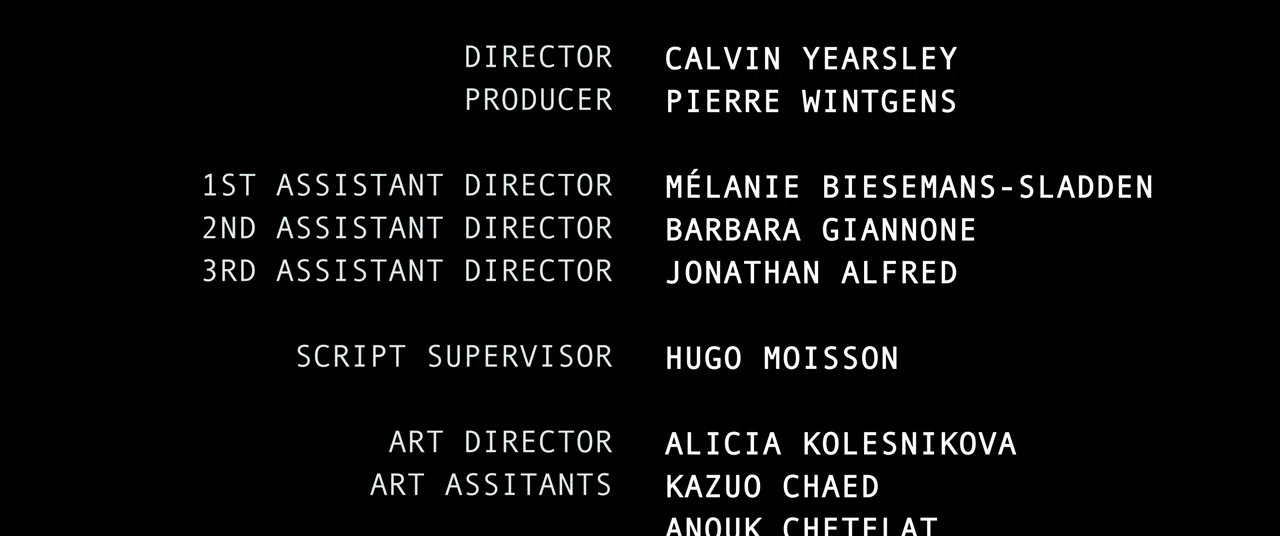 DIRECTOR CALVIN YEARSLEY
PRODUCER PIERRE WINTGENS
1ST ASSISTANT DIRECTOR MÉLANIE BIESEMANS-SLADDEN
2ND ASSISTANT DIRECTOR BARBARA GIANNONE
3RD ASSISTANT DIRECTOR JONATHAN ALFRED
SCRIPT SUPERVISOR HUGO MOISSON
ART DIRECTOR ALICIA KOLESNIKOVA
ART ASSITANTS KAZUO CHAED
ANOUK CHETELAT